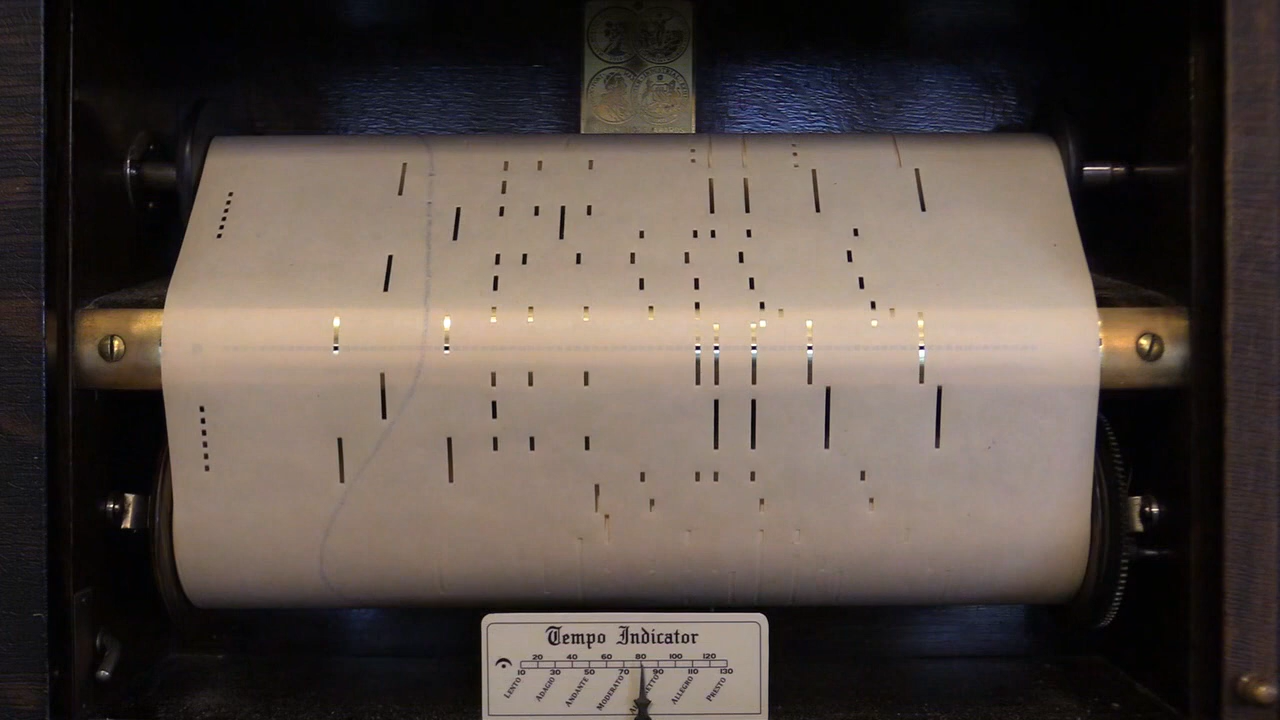 Tempo Indicator
20 40 60 80 100 120
10 30 50 70 90 110 130
LENTO ADAGIO ANDANTE MODERATO ALLEGRO PRESTO